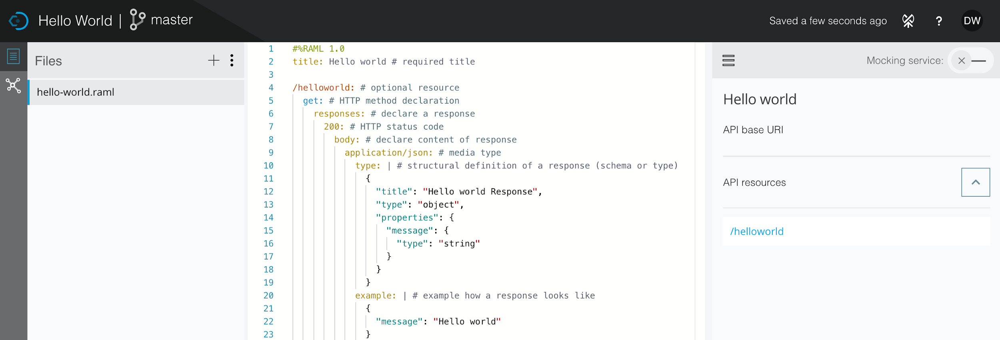 Hello World | master
Saved a few seconds ago ? DW
Files
hello-world.raml
1 #%RAML 1.0
2 title: Hello world # required title
3
4 /helloworld: # optional resource
5 get: # HTTP method declaration
6 responses: # declare a response
7 200: # HTTP status code
8 body: # declare content of response
9 application/json: # media type
10 type: | # structural definition of a response (schema or type)
11 {
12 "title": "Hello world Response",
13 "type": "object",
14 "properties": {
15 "message": {
16 "type": "string"
17 }
18 }
19 }
20 example: | # example how a response looks like
21 {
22 "message": "Hello world"
23 }
Mocking service:
Hello world
API base URI
API resources
/helloworld